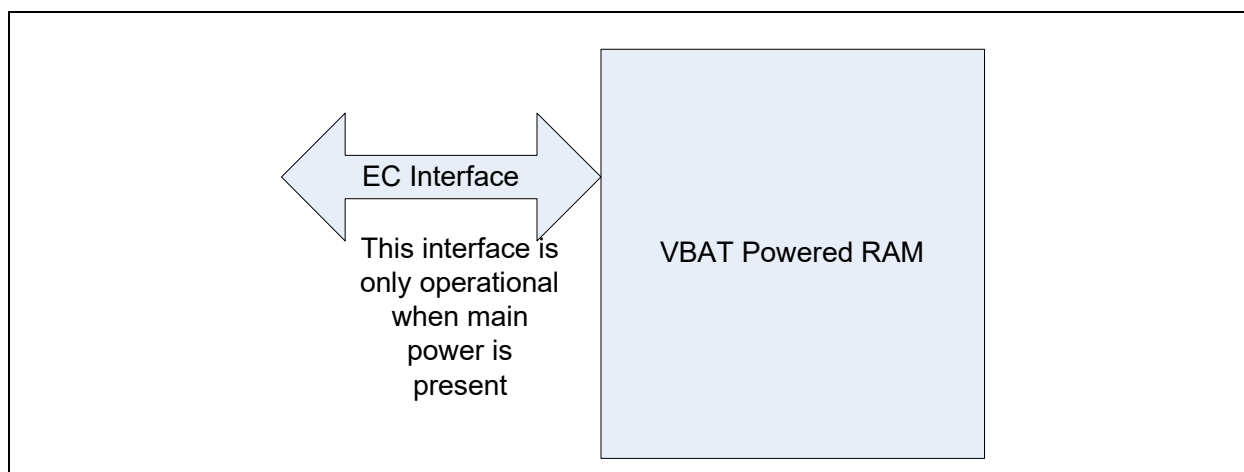 EC Interface
This interface is
only operational
when main
power is
present
VBAT Powered RAM